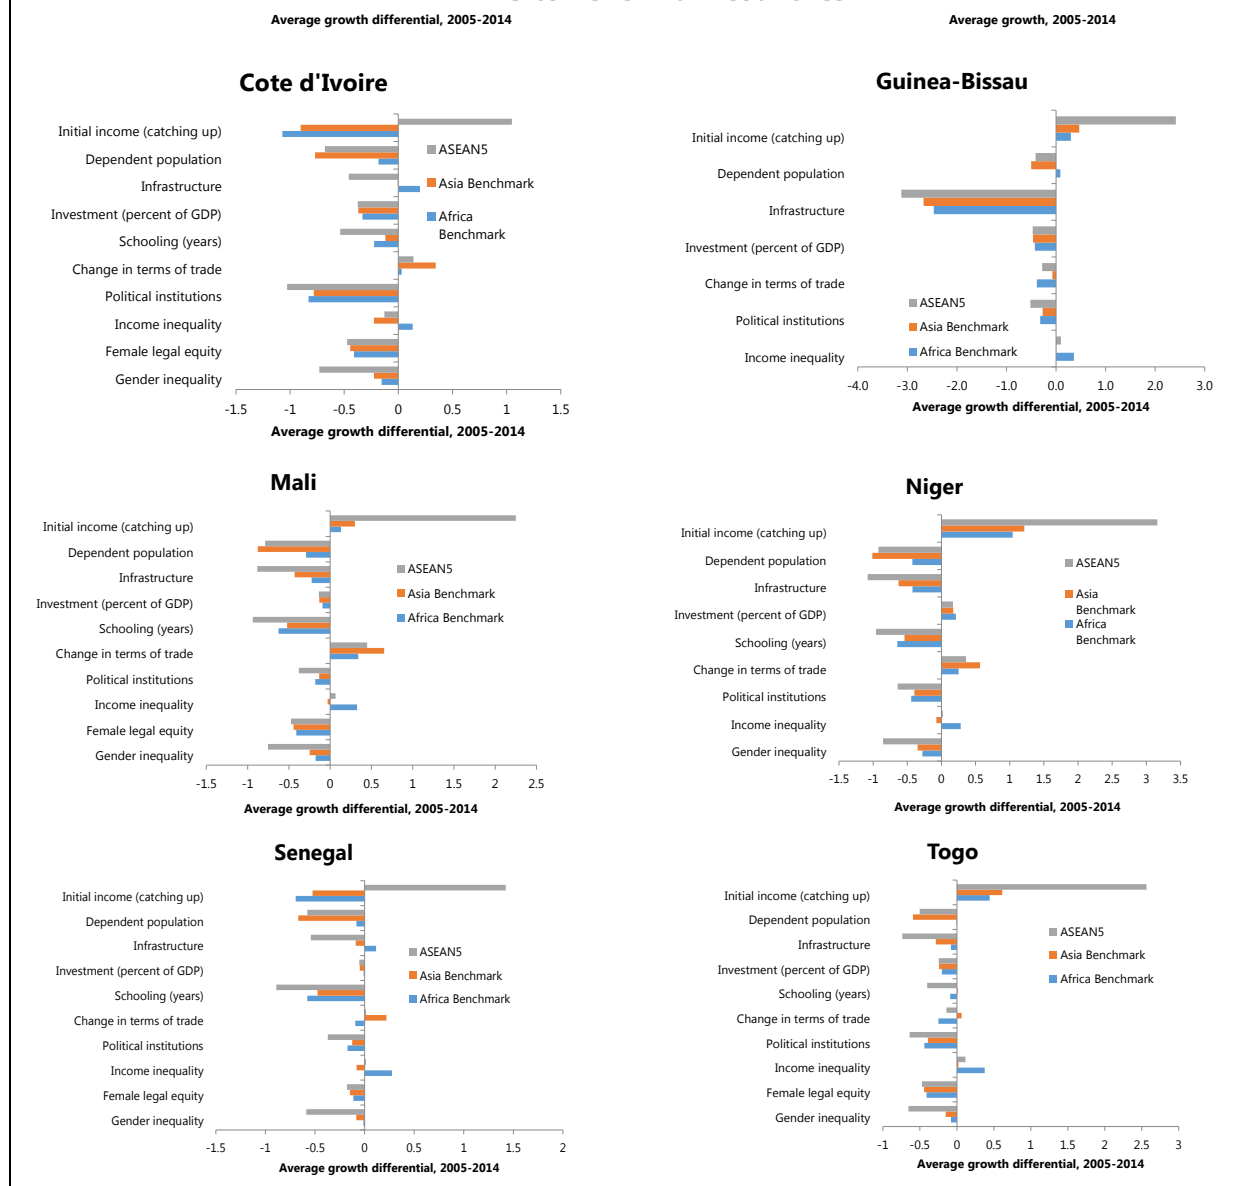 Average growth differential, 2005-2014
Average growth, 2005-2014
Cote d'Ivoire
Initial income (catching up)
Dependent population
Infrastructure
Investment (percent of GDP)
Schooling (years)
Change in terms of trade
Political institutions
Income inequality
Female legal equity
Gender inequality
ASEAN5
Asia Benchmark
Africa
Benchmark
-1.5 -1 -0.5 0 0.5 1 1.5
Average growth differential, 2005-2014
Guinea-Bissau
Initial income (catching up)
Dependent population
Infrastructure
Investment (percent of GDP)
Change in terms of trade
Political institutions
Income inequality
ASEAN5
Asia Benchmark
Africa Benchmark
-4.0 -3.0 -2.0 -1.0 0.0 1.0 2.0 3.0
Average growth differential, 2005-2014
Mali
Initial income (catching up)
Dependent population
Infrastructure
Investment (percent of GDP)
Schooling (years)
Change in terms of trade
Political institutions
Income inequality
Female legal equity
Gender inequality
ASEAN5
Asia Benchmark
Africa Benchmark
-1.5 -1 -0.5 0 0.5 1 1.5 2 2.5
Average growth differential, 2005-2014
Niger
Initial income (catching up)
Dependent population
Infrastructure
Investment (percent of GDP)
Schooling (years)
Change in terms of trade
Political institutions
Income inequality
Gender inequality
ASEAN5
Asia
Benchmark
Africa
Benchmark
-1.5 -1 -0.5 0 0.5 1 1.5 2 2.5 3 3.5
Average growth differential, 2005-2014
Senegal
Initial income (catching up)
Dependent population
Infrastructure
Investment (percent of GDP)
Schooling (years)
Change in terms of trade
Political institutions
Income inequality
Female legal equity
Gender inequality
ASEAN5
Asia Benchmark
Africa Benchmark
-1.5 -1 -0.5 0 0.5 1 1.5 2
Average growth differential, 2005-2014
Togo
Initial income (catching up)
Dependent population
Infrastructure
Investment (percent of GDP)
Schooling (years)
Change in terms of trade
Political institutions
Income inequality
Female legal equity
Gender inequality
ASEAN5
Asia Benchmark
Africa Benchmark
-1 -0.5 0 0.5 1 1.5 2 2.5 3
Average growth differential, 2005-2014